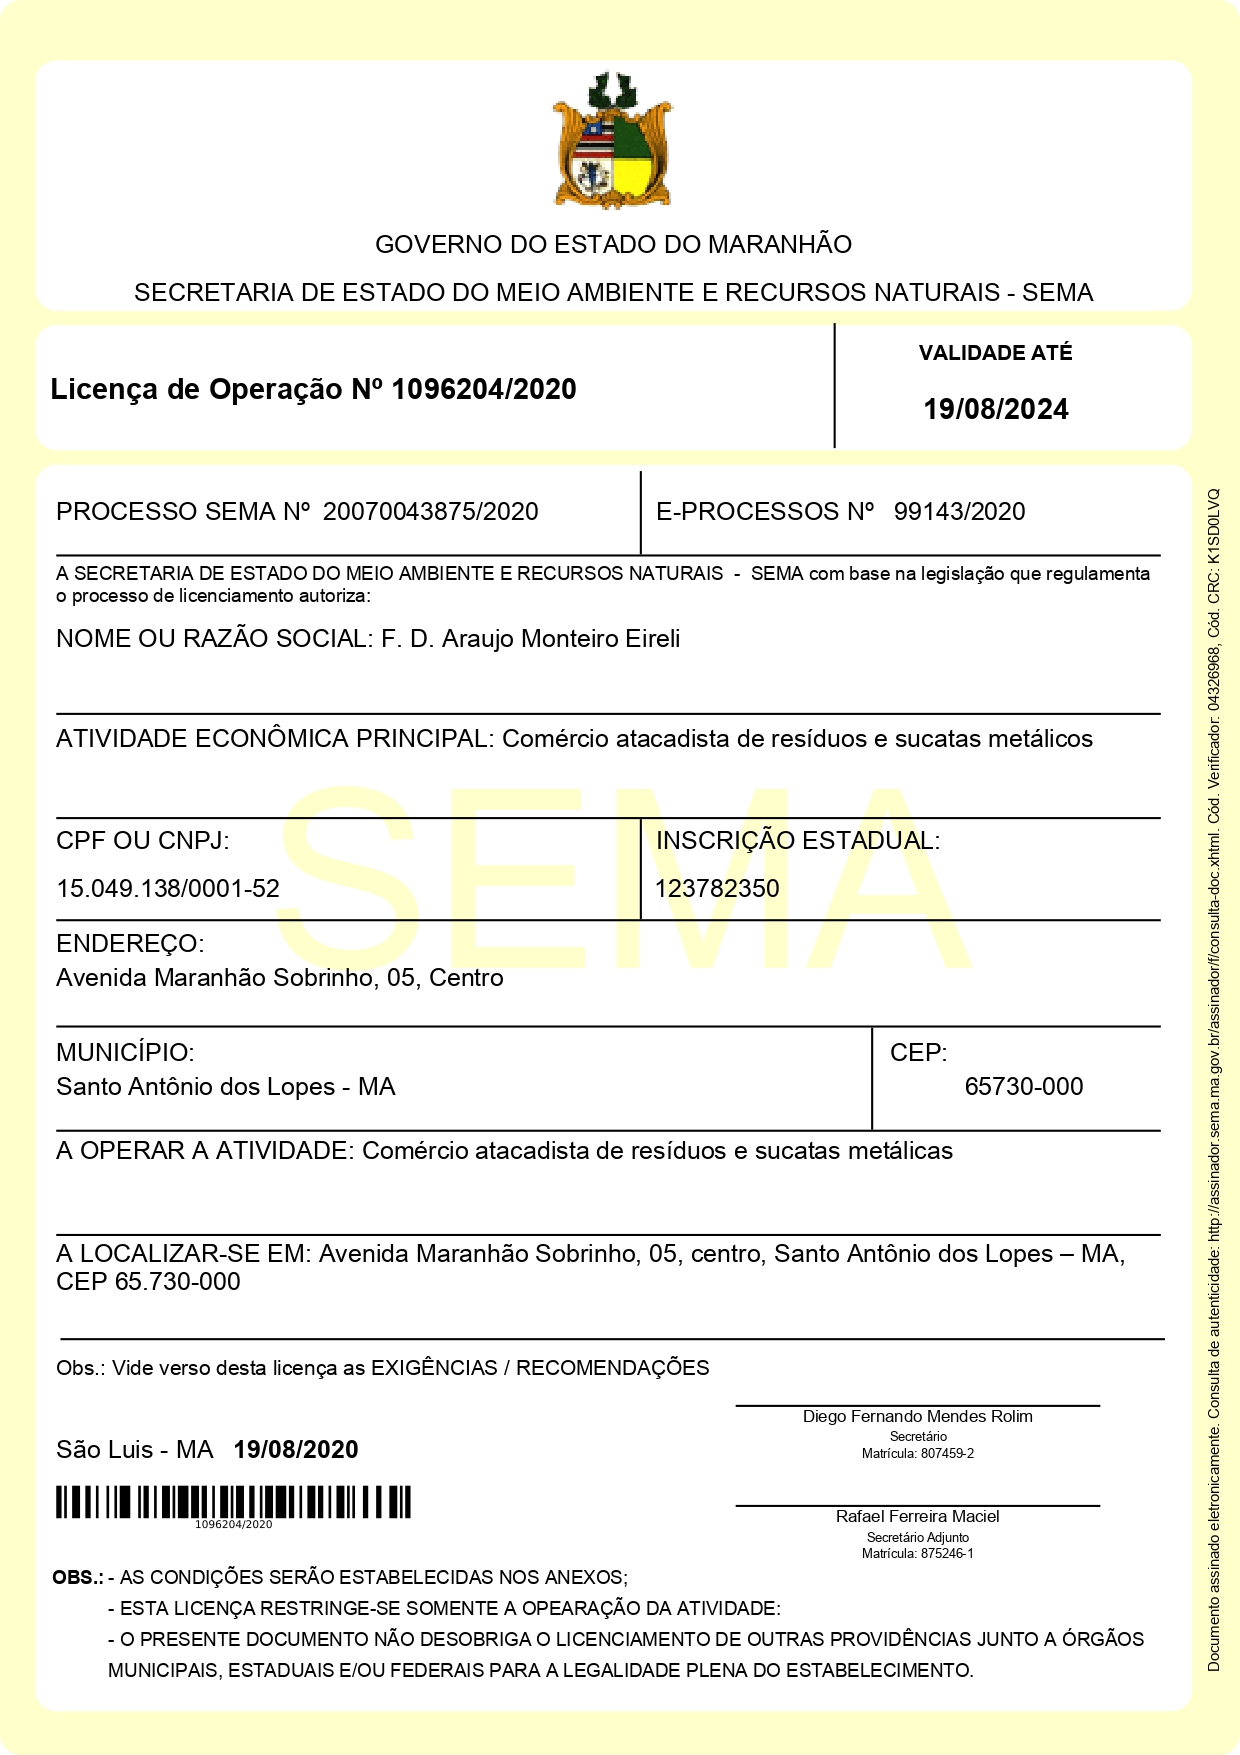 GOVERNO DO ESTADO DO MARANHÃO
SECRETARIA DE ESTADO DO MEIO AMBIENTE E RECURSOS NATURAIS - SEMA
Licença de Operação Nº 1096204/2020
VALIDADE ATÉ
19/08/2024
PROCESSO SEMA Nº 20070043875/2020
E-PROCESSOS Nº 99143/2020
A SECRETARIA DE ESTADO DO MEIO AMBIENTE E RECURSOS NATURAIS - SEMA com base na legislação que regulamenta
o processo de licenciamento autoriza:
NOME OU RAZÃO SOCIAL: F. D. Araujo Monteiro Eireli
ATIVIDADE ECONÔMICA PRINCIPAL: Comércio atacadista de resíduos e sucatas metálicos
SEMA
CPF OU CNPJ:
15.049.138/0001-52
INSCRIÇÃO ESTADUAL:
123782350
ENDEREÇO:
Avenida Maranhão Sobrinho, 05, Centro
MUNICÍPIO:
Santo Antônio dos Lopes - MA
CEP:
65730-000
A OPERAR A ATIVIDADE: Comércio atacadista de resíduos e sucatas metálicas
A LOCALIZAR-SE EM: Avenida Maranhão Sobrinho, 05, centro, Santo Antônio dos Lopes – MA,
CEP 65.730-000
Obs.: Vide verso desta licença as EXIGÊNCIAS / RECOMENDAÇÕES
São Luis - MA 19/08/2020
1096204/2020
Diego Fernando Mendes Rolim
Secretário
Matrícula: 807459-2
Rafael Ferreira Maciel
Secretário Adjunto
Matrícula: 875246-1
OBS.: - AS CONDIÇÕES SERÃO ESTABELECIDAS NOS ANEXOS;
- ESTA LICENÇA RESTRINGE-SE SOMENTE A OPEARAÇÃO DA ATIVIDADE:
- O PRESENTE DOCUMENTO NÃO DESOBRIGA O LICENCIAMENTO DE OUTRAS PROVIDÊNCIAS JUNTO A ÓRGÃOS
MUNICIPAIS, ESTADUAIS E/OU FEDERAIS PARA A LEGALIDADE PLENA DO ESTABELECIMENTO.
Documento assinado eletronicamente. Consulta de autenticidade: http://assinador.sema.ma.gov.br/assinador/f/consulta-doc.xhtml. Cód. Verificador: 04326968, Cód. CRC: K1SD0LVQ